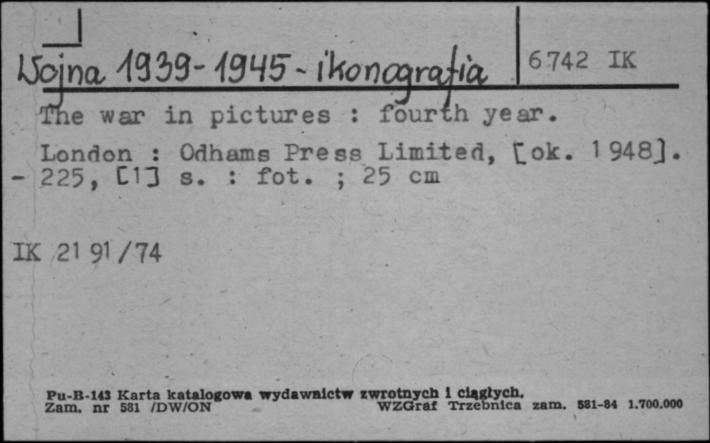 Wojna 1939-1945 - ikonografia
6742 IK
The war in pictures : fourth year.
London : Odhams Press Limited, [ok. 1948].
- 225, [1] s. : fot. ; 25 cm
IK 2191/74
Pu-B-143 Karta katalogowa wydawnictw zwrotnych i ciągłych.
Zam. nr 581 /DW/ON WZGraf Trzebnica zam. 581-84 1.700.000